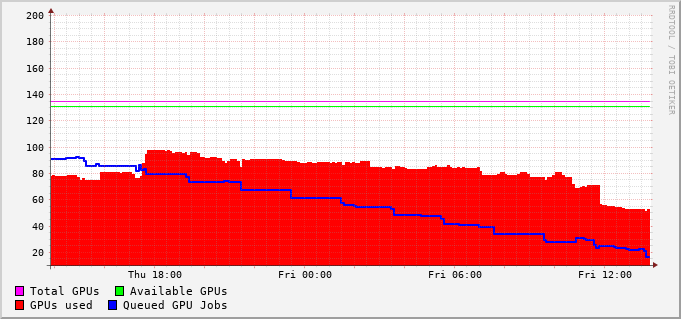 200
180
160
140
120
100
80
60
40
20
Thu 18:00 Fri 00:00 Fri 06:00 Fri 12:00
Total GPUs Available GPUs
GPUs used Queued GPU Jobs
RRDTOOL / TOBI OETIKER